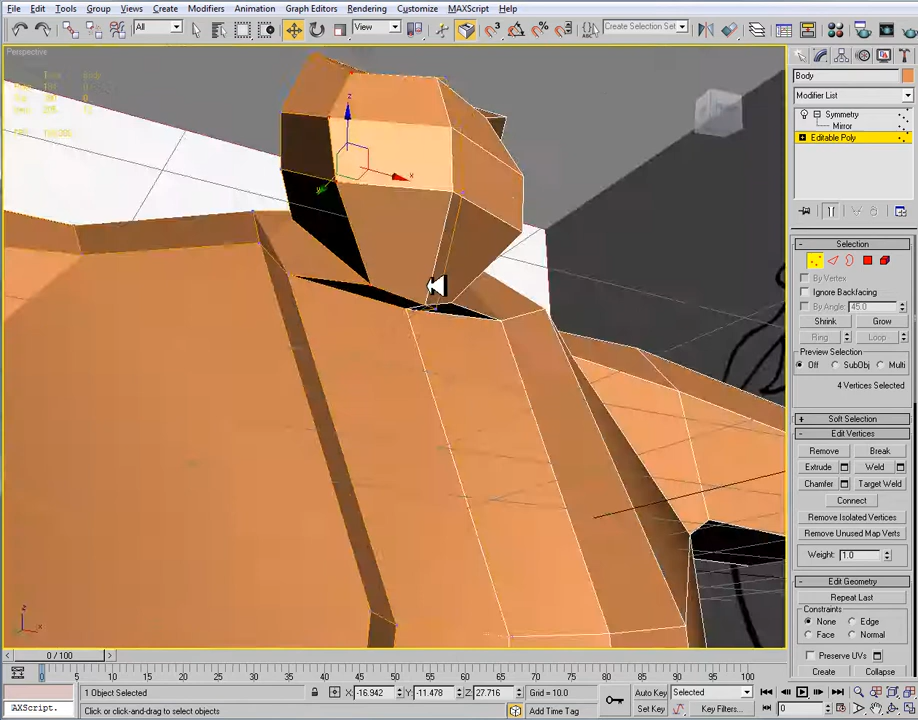 File Edit Tools Group Views Create Modifiers Animation Graph Editors Rendering Customize MAXScript Help
All View Create Selection Set
Perspective
Body
Modifier List
Symmetry
Mirror
Editable Poly
z
x
y
- Selection
By Vertex
Ignore Backfacing
By Angle: 45.0
Shrink Grow
Ring Loop
Preview Selection
Off SubObj Multi
4 Vertices Selected
+ Soft Selection
- Edit Vertices
Remove Break
Extrude Weld
Chamfer Target Weld
Connect
Remove Isolated Vertices
Remove Unused Map Verts
Weight: 1.0
- Edit Geometry
Repeat Last
Constraints
None Edge
Face Normal
Preserve UVs
Create Collapse
z
x
< 0 / 100 >
0 5 10 15 20 25 30 35 40 45 50 55 60 65 70 75 80 85 90 95 100
1 Object Selected X: -16.942 Y: -11.478 Z: 27.716 Grid = 10.0 Auto Key Selected
AXScript. Click or click-and-drag to select objects Add Time Tag Set Key Key Filters... 0